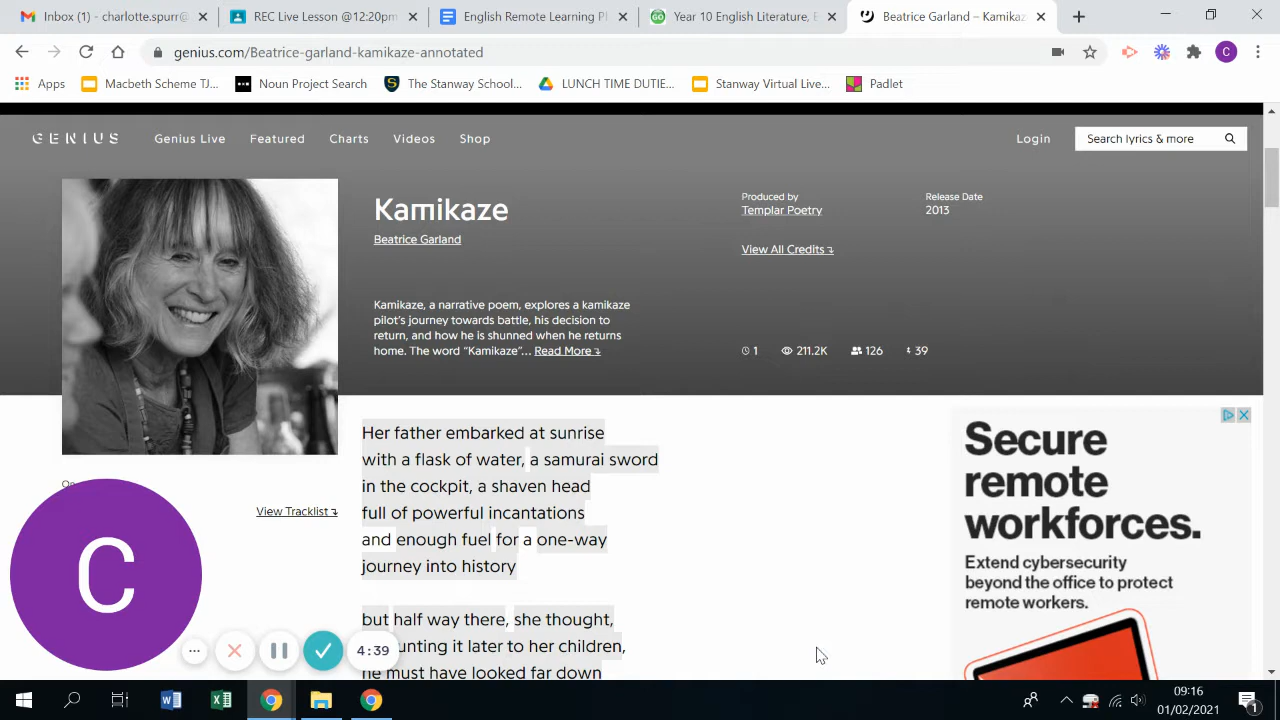 Inbox (1) - charlotte.spurr@
REC Live Lesson @12:20pm
English Remote Learning Pl
GO
Year 10 English Literature, E
Beatrice Garland – Kamikaz
genius.com/Beatrice-garland-kamikaze-annotated
C
Apps
Macbeth Scheme TJ...
Noun Project Search
The Stanway School...
LUNCH TIME DUTIE...
Stanway Virtual Live...
Padlet
GENIUS
Genius Live
Featured
Charts
Videos
Shop
Login
Search lyrics & more
Kamikaze
Beatrice Garland
Produced by
Templar Poetry
Release Date
2013
View All Credits
Kamikaze, a narrative poem, explores a kamikaze
pilot's journey towards battle, his decision to
return, and how he is shunned when he returns
home. The word “Kamikaze”... Read More
1
211.2K
126
39
On
View Tracklist
Her father embarked at sunrise
with a flask of water, a samurai sword
in the cockpit, a shaven head
full of powerful incantations
and enough fuel for a one-way
journey into history
but half way there, she thought,
unting it later to her children,
he must have looked far down
Secure
remote
workforces.
Extend cybersecurity
beyond the office to protect
remote workers.
C
4:39
09:16
01/02/2021
1